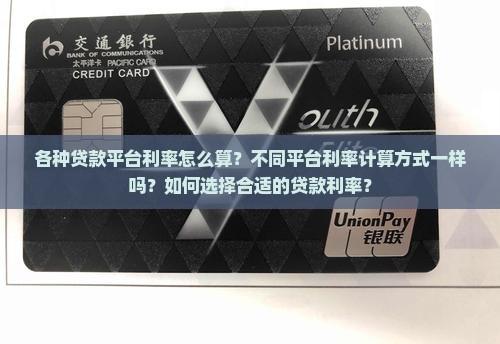 交通銀行
BANK OF COMMUNICATIONS
太平洋卡 PACIFIC CARD
CREDIT CARD
Platinum
outh
Elite
各种贷款平台利率怎么算？不同平台利率计算方式一样
吗？如何选择合适的贷款利率？
UnionPay
银联